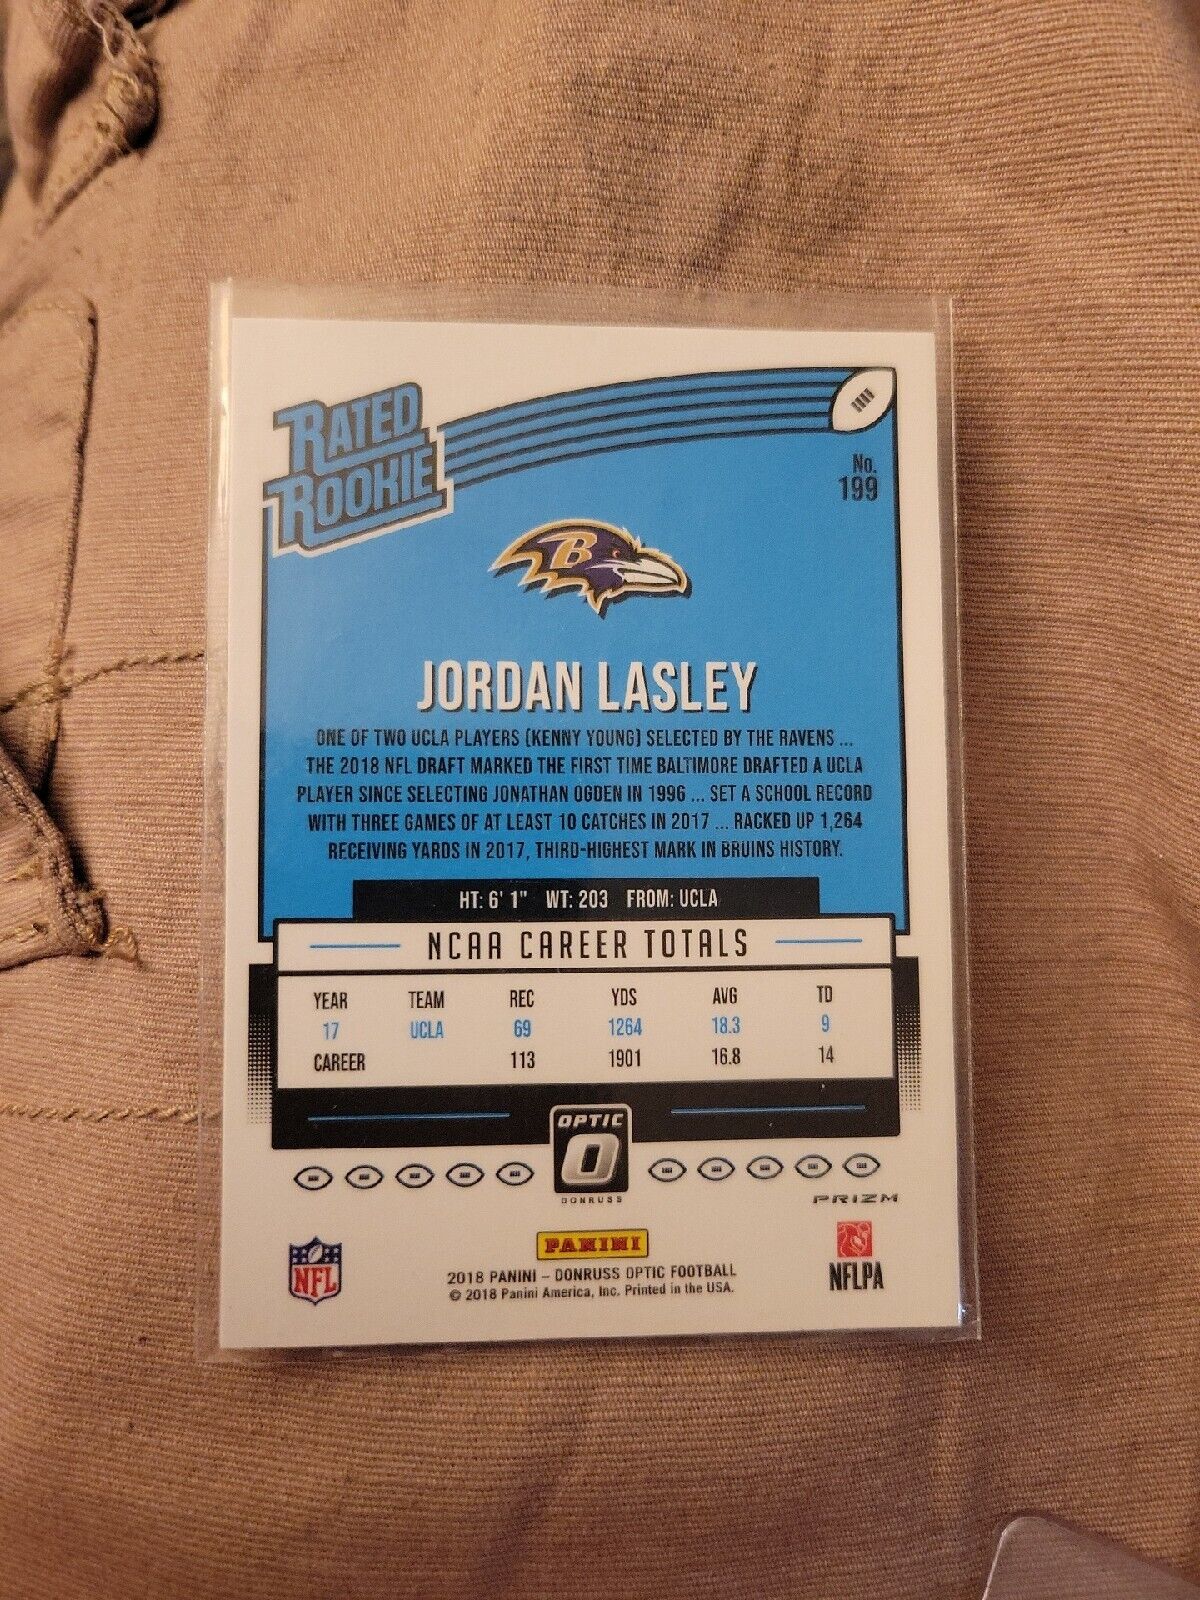 RATED
ROOKIE
No.
199
B
JORDAN LASLEY
ONE OF TWO UCLA PLAYERS (KENNY YOUNG) SELECTED BY THE RAVENS ...
THE 2018 NFL DRAFT MARKED THE FIRST TIME BALTIMORE DRAFTED A UCLA
PLAYER SINCE SELECTING JONATHAN OGDEN IN 1996 ... SET A SCHOOL RECORD
WITH THREE GAMES OF AT LEAST 10 CATCHES IN 2017 ... RACKED UP 1,264
RECEIVING YARDS IN 2017, THIRD-HIGHEST MARK IN BRUINS HISTORY.
HT: 6' 1" WT: 203 FROM: UCLA
NCAA CAREER TOTALS
YEAR TEAM REC YDS AVG TD
17 UCLA 69 1264 18.3 9
CAREER 113 1901 16.8 14
OPTIC
O
DONRUSS
PRIZM
PANINI
NFL
NFLPA
2018 PANINI – DONRUSS OPTIC FOOTBALL
© 2018 Panini America, Inc. Printed in the USA.